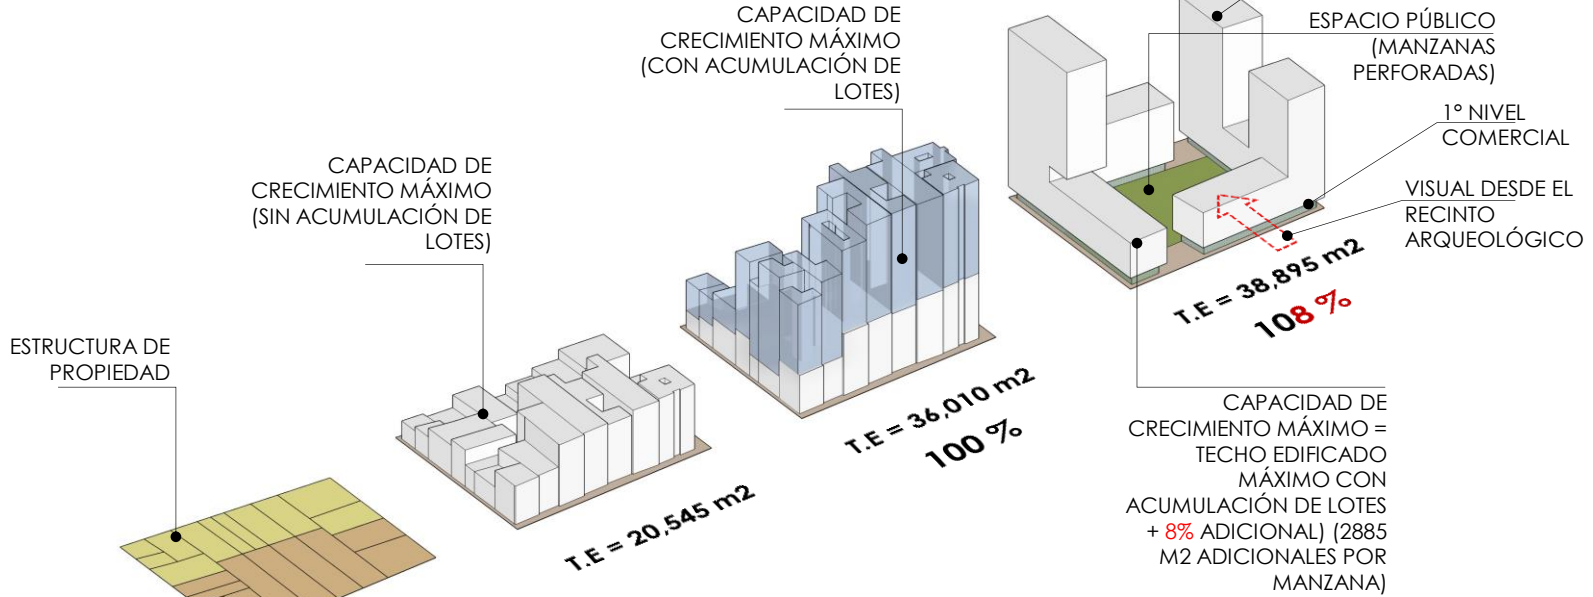 ESTRUCTURA DE
PROPIEDAD
CAPACIDAD DE
CRECIMIENTO MÁXIMO
(SIN ACUMULACIÓN DE
LOTES)
T.E = 20,545 m2
CAPACIDAD DE
CRECIMIENTO MÁXIMO
(CON ACUMULACIÓN DE
LOTES)
T.E = 36,010 m2
100 %
ESPACIO PÚBLICO
(MANZANAS
PERFORADAS)
1° NIVEL
COMERCIAL
VISUAL DESDE EL
RECINTO
ARQUEOLÓGICO
T.E = 38,895 m2
108 %
CAPACIDAD DE
CRECIMIENTO MÁXIMO =
TECHO EDIFICADO
MÁXIMO CON
ACUMULACIÓN DE LOTES
+ 8% ADICIONAL) (2885
M2 ADICIONALES POR
MANZANA)